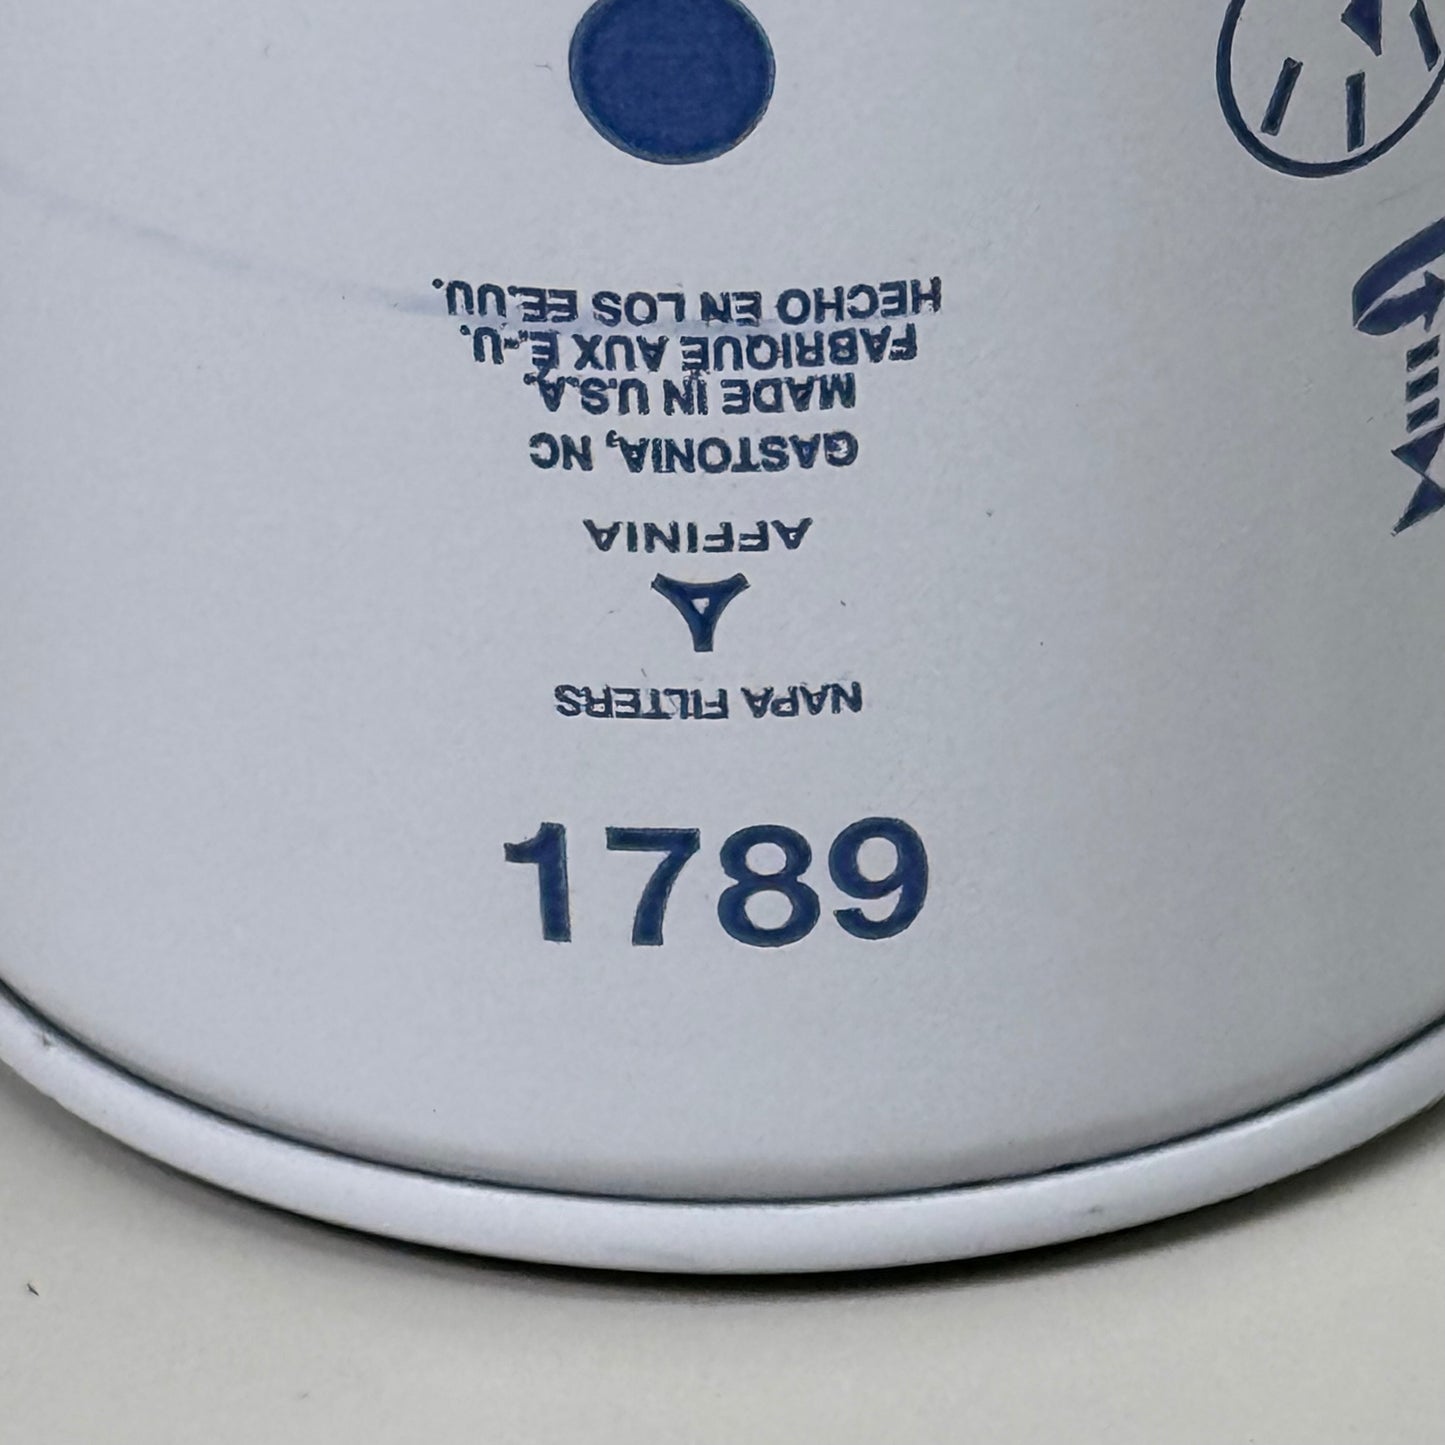 NAPA FILTERS
AFFINIA
GASTONIA, NC
MADE IN U.S.A.
FABRIQUÉ AUX É.-U.
HECHO EN LOS EE.UU.
1789